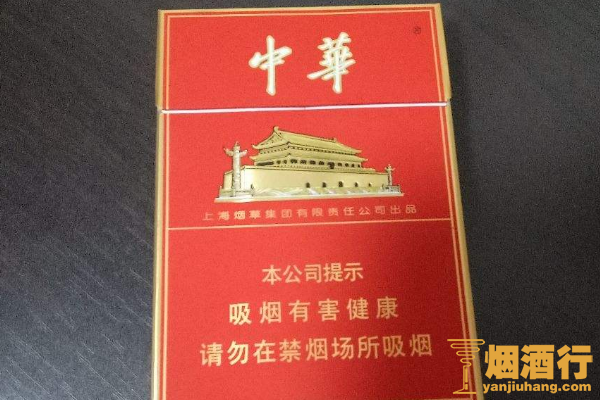 中華
®
上海烟草集团有限责任公司出品
本公司提示
吸烟有害健康
请勿在禁烟场所吸烟
烟酒行
yanjiuhang.com